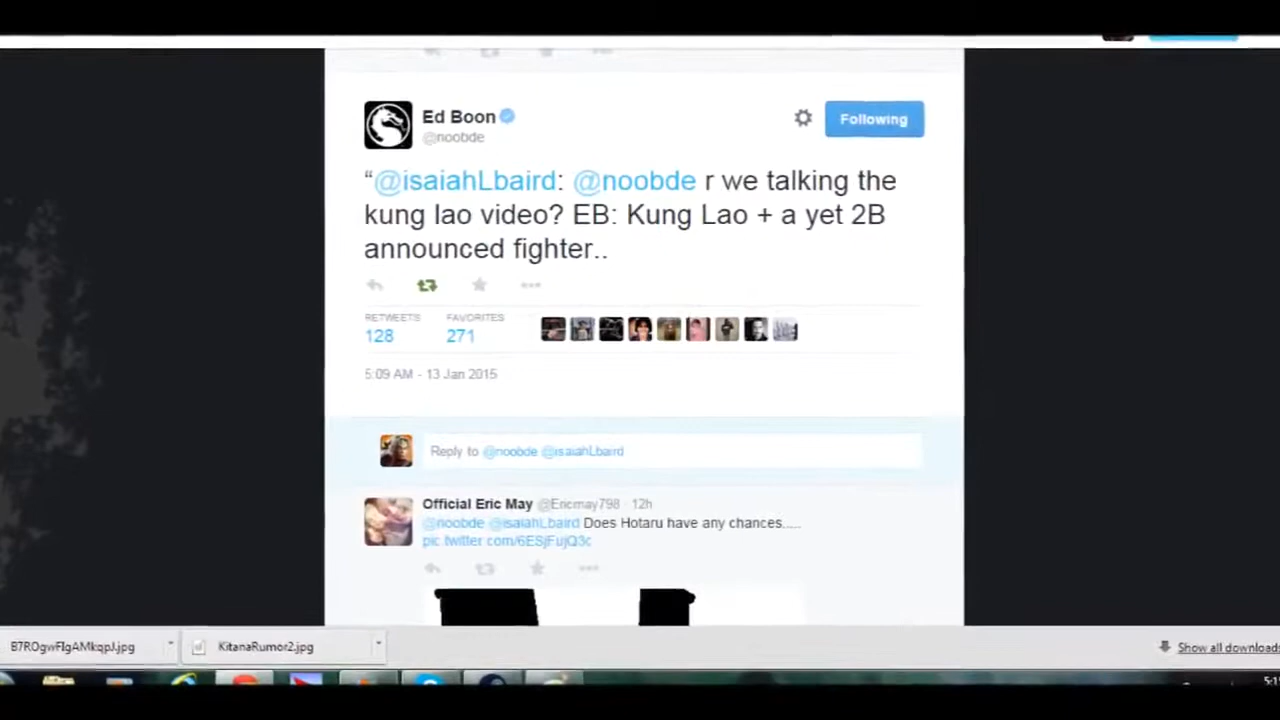 Ed Boon
@noobde
Following
“@isaiahLbaird: @noobde r we talking the
kung lao video? EB: Kung Lao + a yet 2B
announced fighter..
RETWEETS FAVORITES
128 271
5:09 AM - 13 Jan 2015
Reply to @noobde @isaiahLbaird
Official Eric May @Ericmay798 · 12h
@noobde @isaiahLbaird Does Hotaru have any chances.....
pic twitter com/6ESjFujQ3c
B7ROgwFIgAMkqpJ.jpg KitanaRumor2.jpg Show all downloads